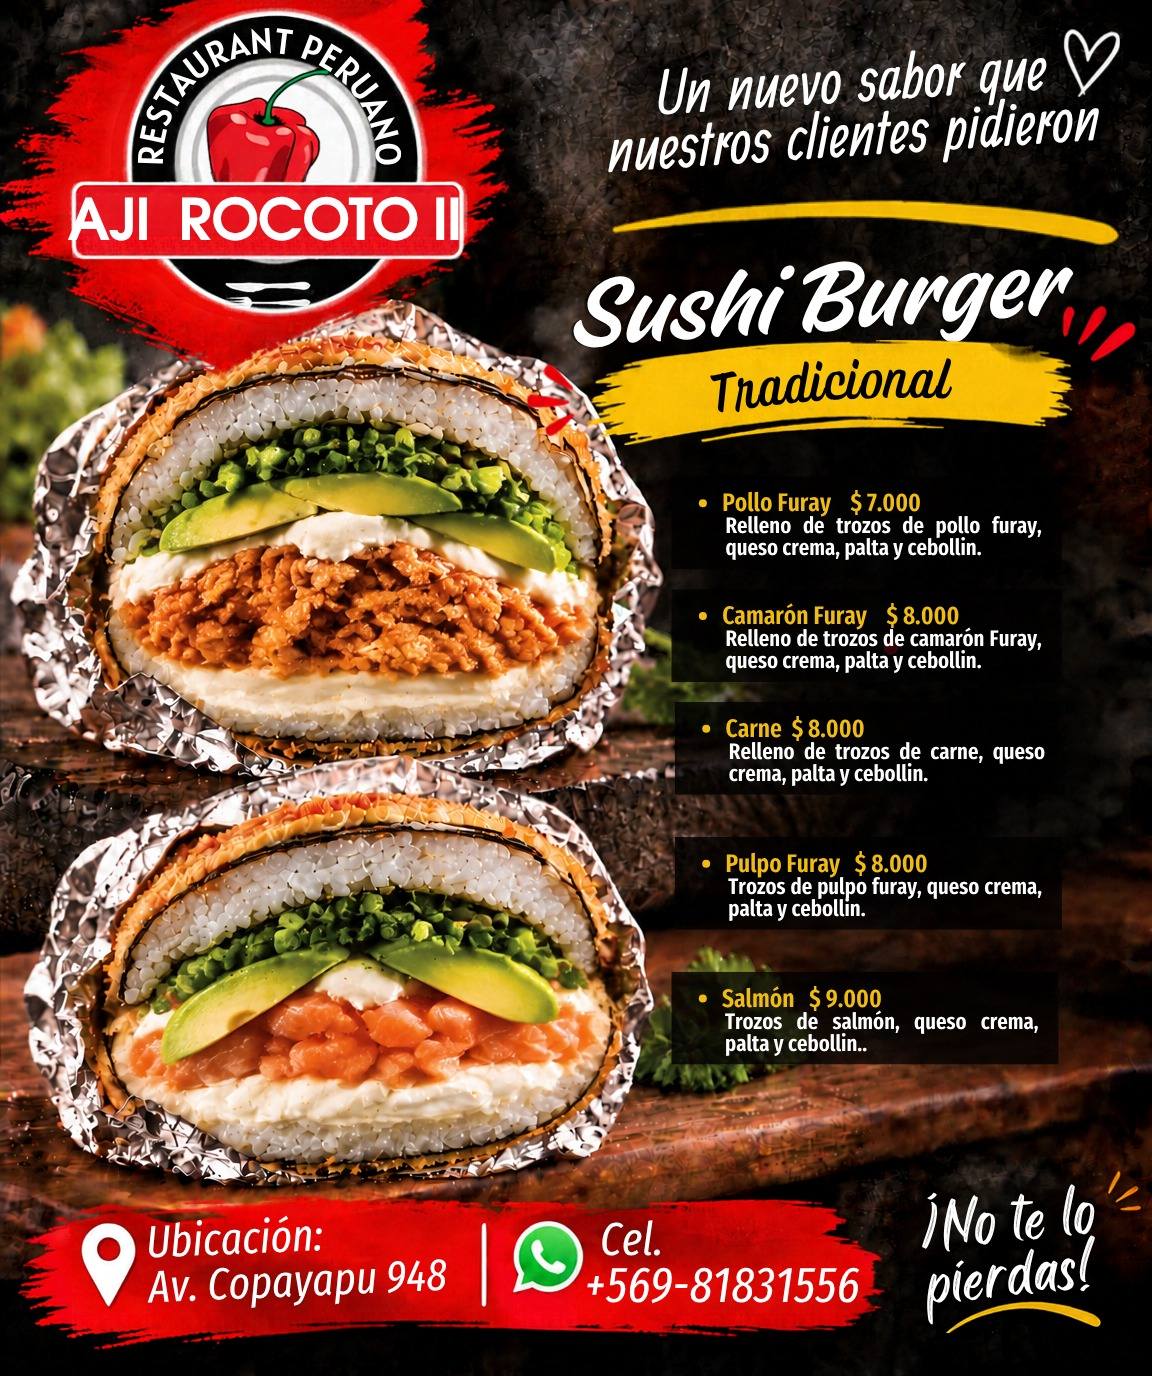 RESTAURANT PERUANO
AJI ROCOTO II
Un nuevo sabor que
nuestros clientes pidieron
Sushi Burger
Tradicional
• Pollo Furay $ 7.000
Relleno de trozos de pollo furay,
queso crema, palta y cebollin.
• Camarón Furay $ 8.000
Relleno de trozos de camarón Furay,
queso crema, palta y cebollin.
• Carne $ 8.000
Relleno de trozos de carne, queso
crema, palta y cebollin.
• Pulpo Furay $ 8.000
Trozos de pulpo furay, queso crema,
palta y cebollin.
• Salmón $ 9.000
Trozos de salmón, queso crema,
palta y cebollin..
Ubicación:
Av. Copayapu 948
Cel.
+569-81831556
¡No te lo
pierdas!